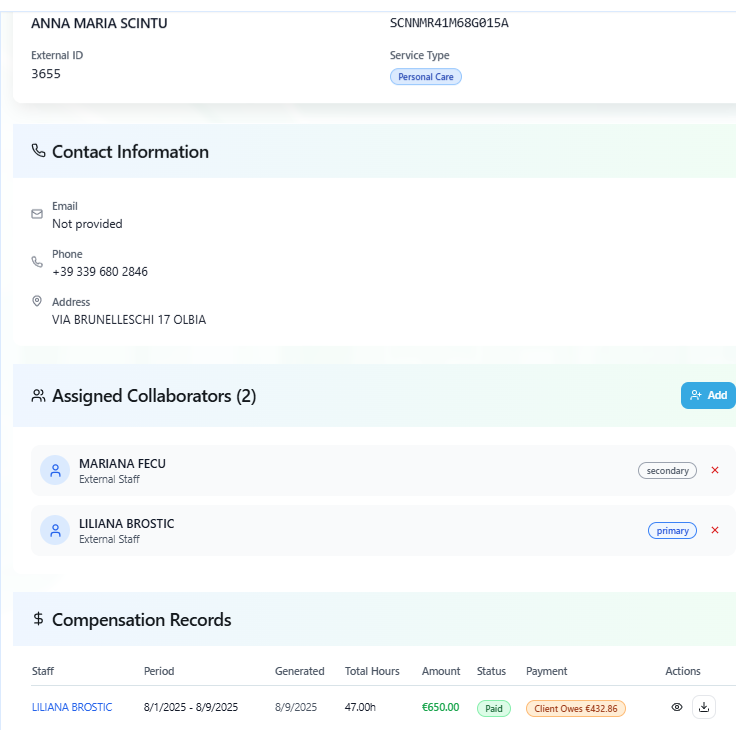 ANNA MARIA SCINTU
SCNNMR41M68G015A
External ID
Service Type
3655
Personal Care
Contact Information
Email
Not provided
Phone
+39 339 680 2846
Address
VIA BRUNELLESCHI 17 OLBIA
Assigned Collaborators (2)
Add
MARIANA FECU
External Staff
secondary
LILIANA BROSTIC
External Staff
primary
Compensation Records
Staff Period Generated Total Hours Amount Status Payment Actions
LILIANA BROSTIC 8/1/2025 - 8/9/2025 8/9/2025 47.00h €650.00 Paid Client Owes €432.86